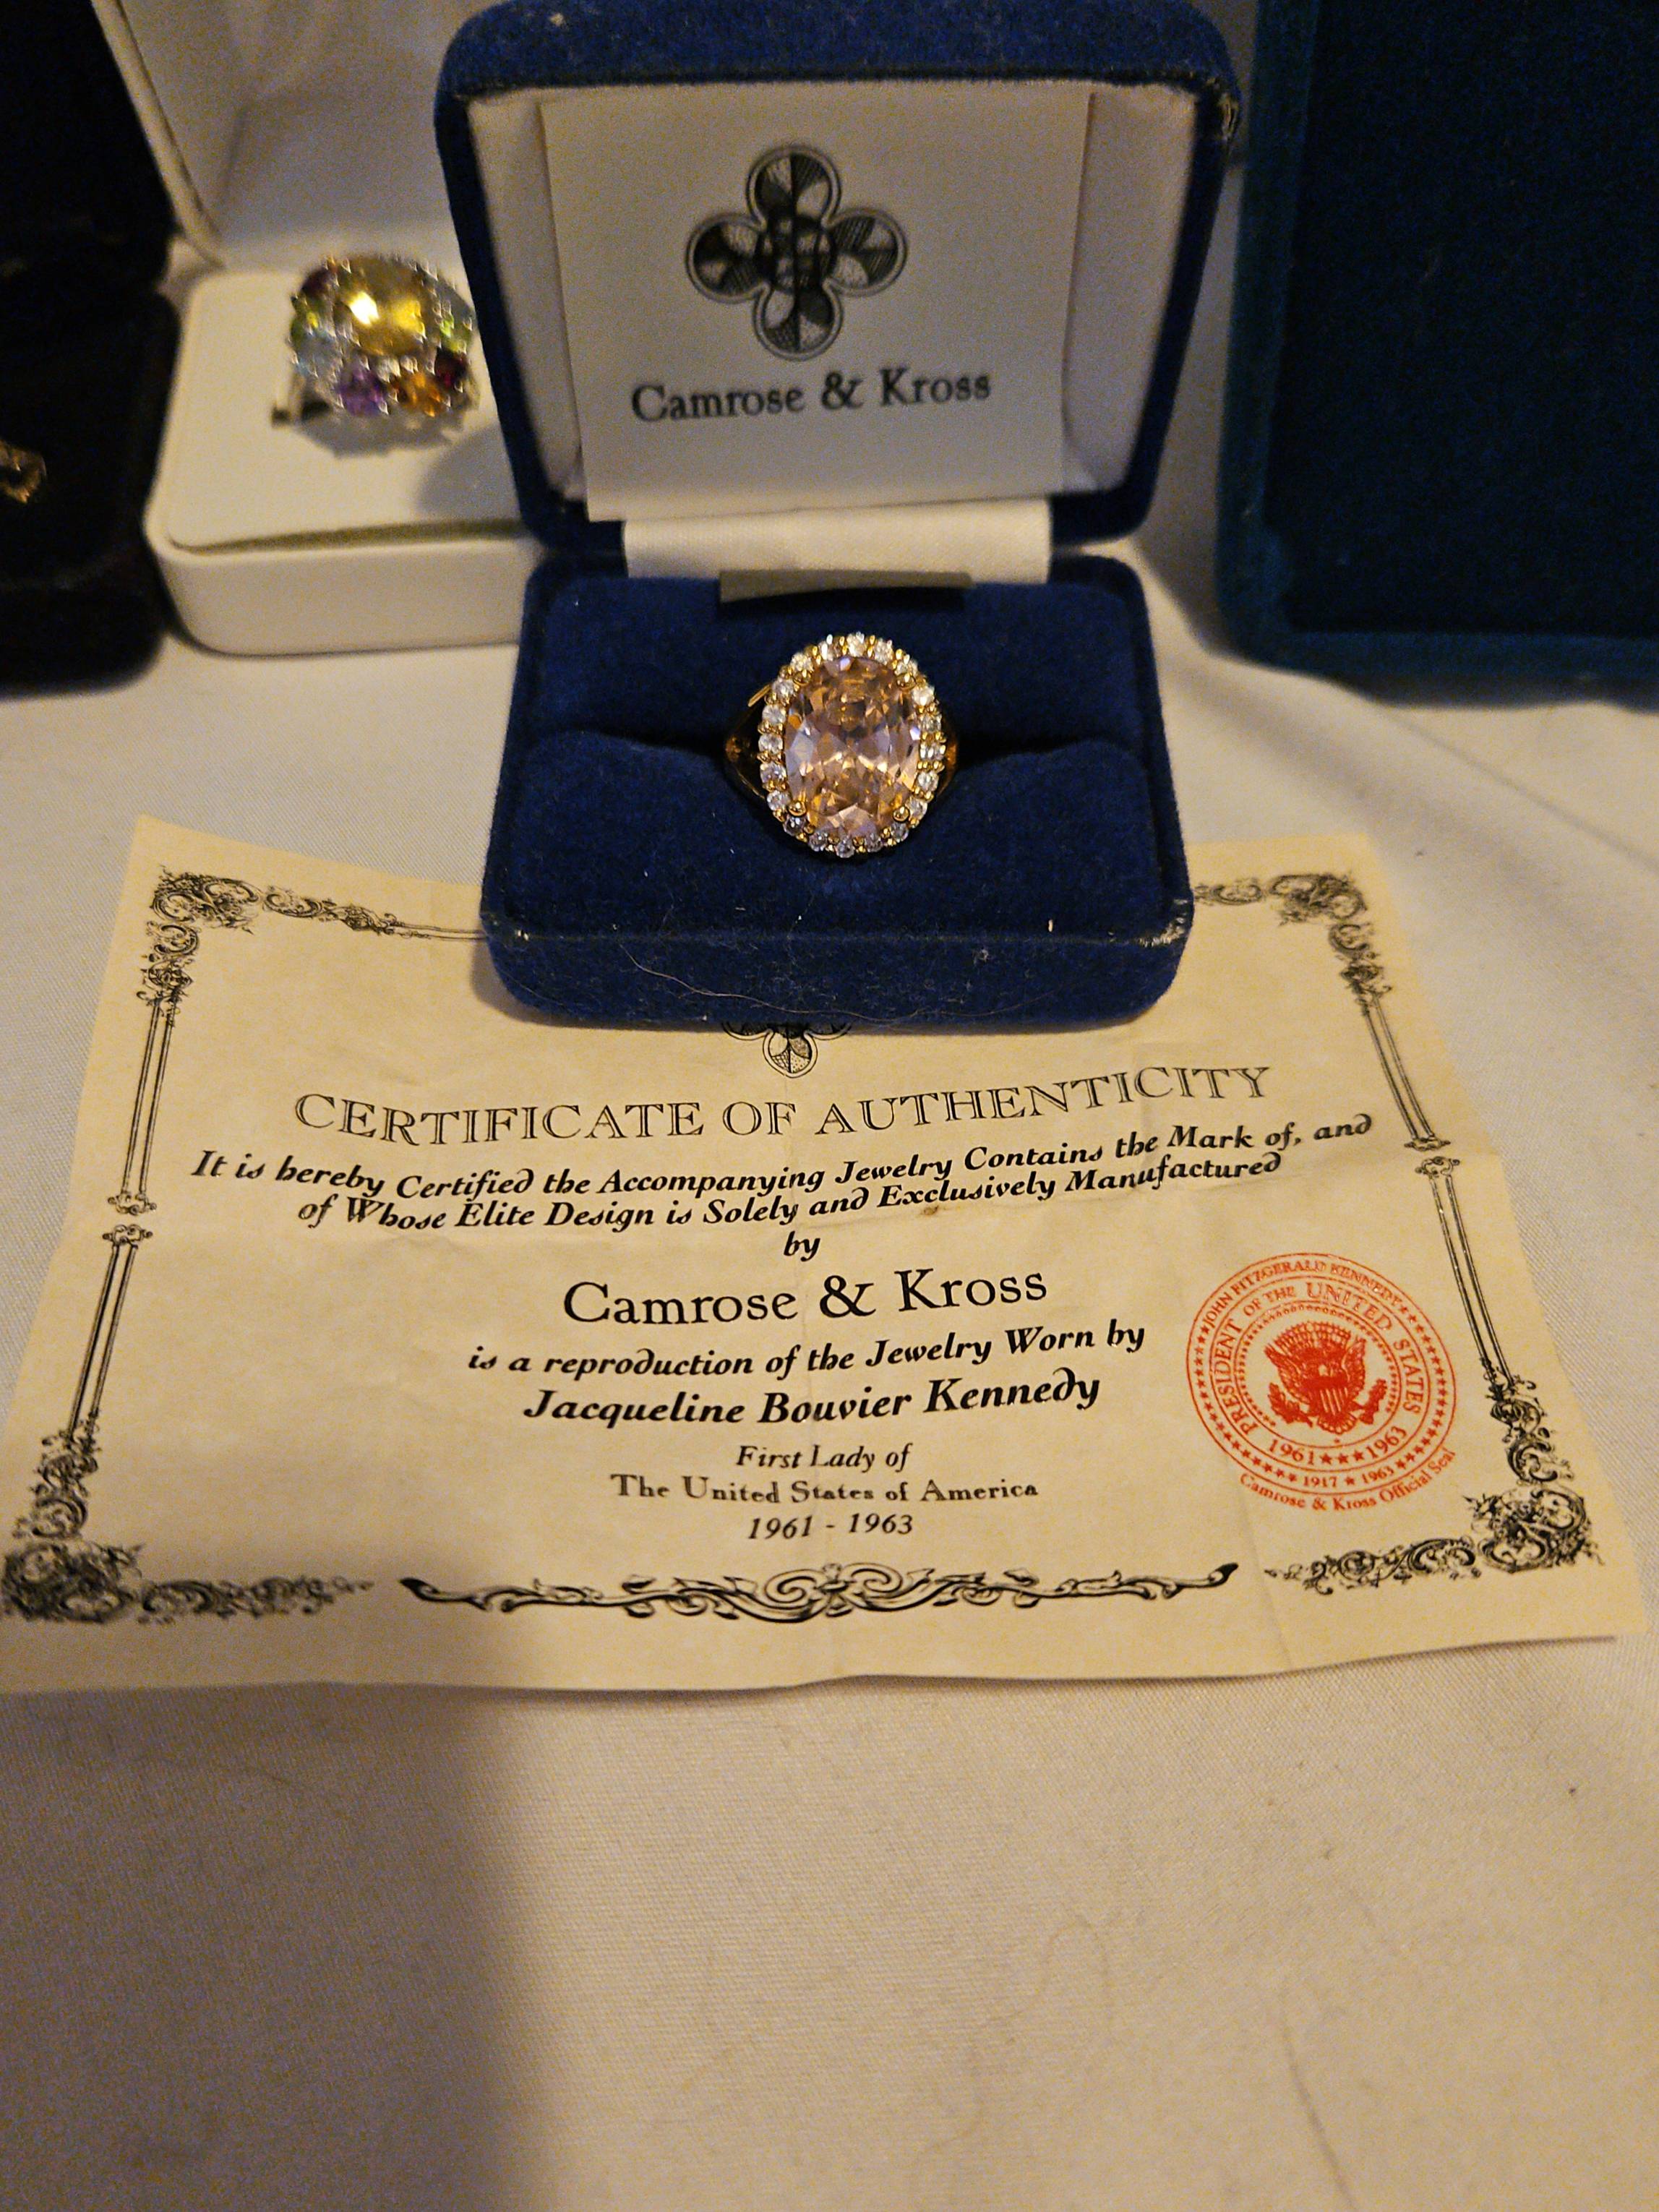 Camrose & Kross
CERTIFICATE OF AUTHENTICITY
It is hereby Certified the Accompanying Jewelry Contains the Mark of, and
of Whose Elite Design is Solely and Exclusively Manufactured
by
Camrose & Kross
is a reproduction of the Jewelry Worn by
Jacqueline Bouvier Kennedy
First Lady of
The United States of America
1961 - 1963
JOHN FITZGERALD KENNEDY
PRESIDENT OF THE UNITED STATES
1961★★★1963
1917 ★ 1963
Camrose & Kross Official Seal